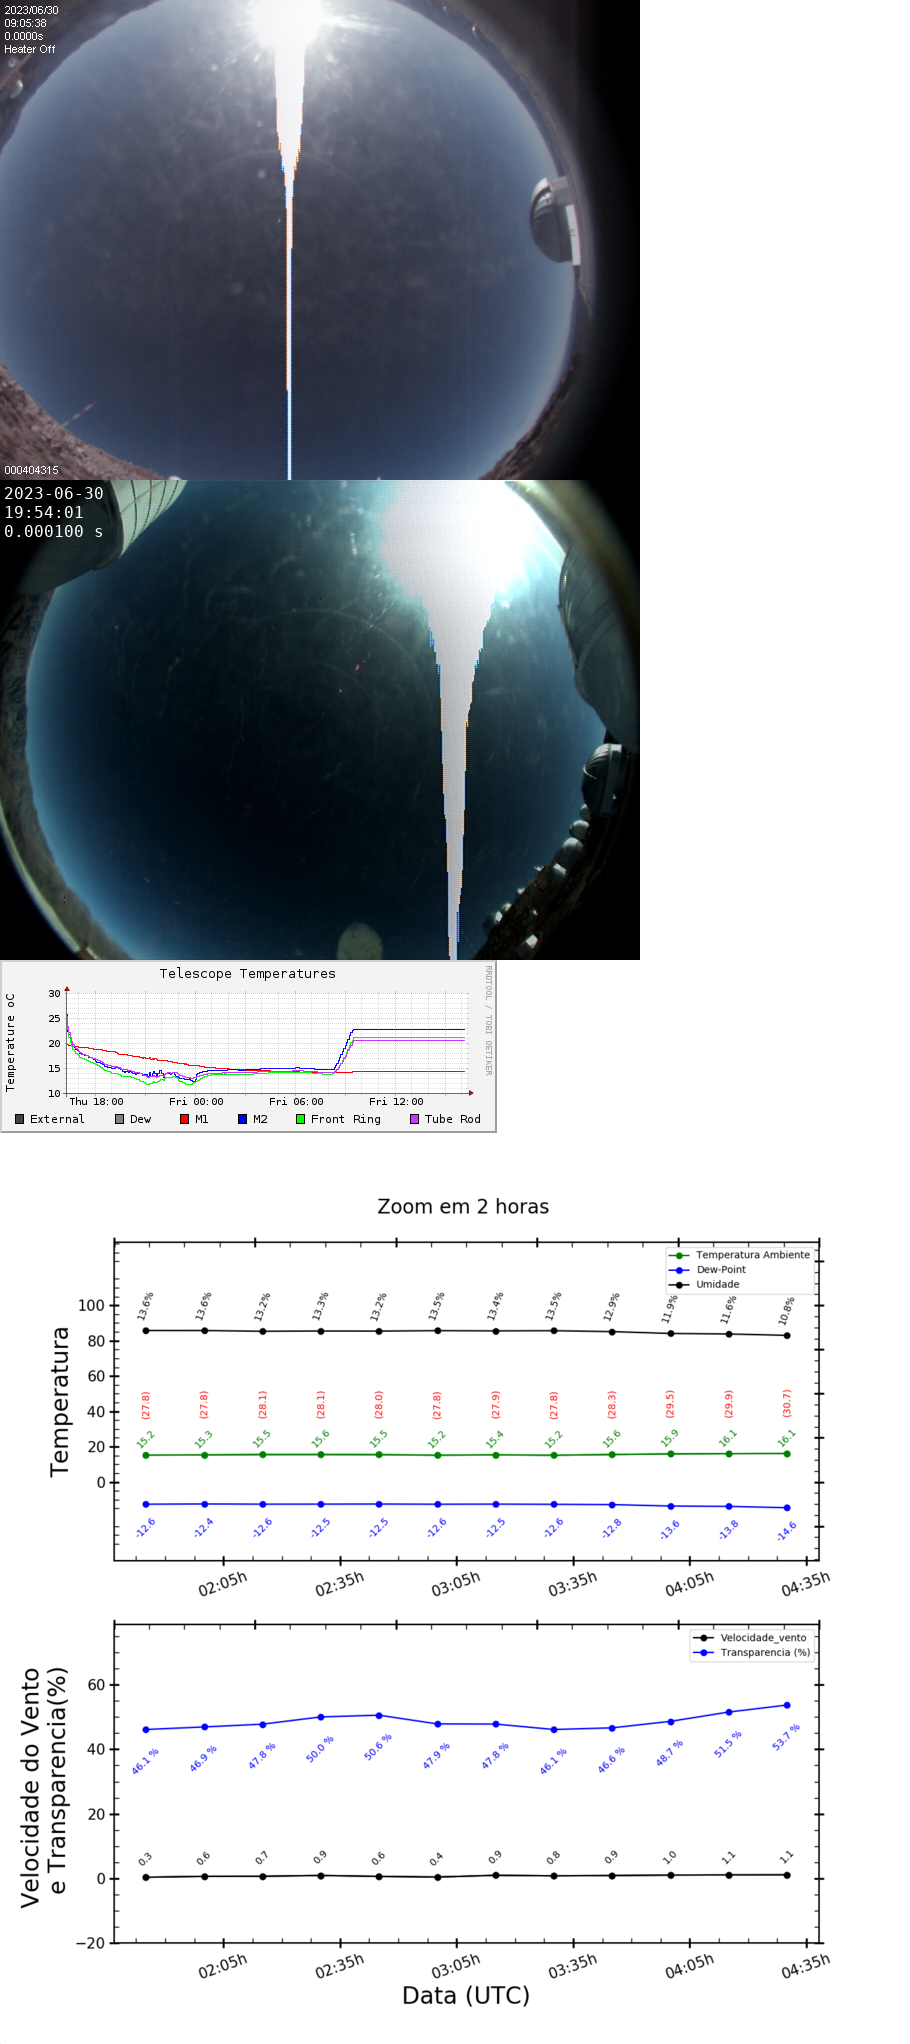 2023/06/30
09:05:38
0.0000s
Heater Off
000404315
2023-06-30
19:54:01
0.000100 s
Telescope Temperatures
RRDTOOL / TOBI OETIKER
Temperature oC
30
25
20
15
10
Thu 18:00 Fri 00:00 Fri 06:00 Fri 12:00
External Dew M1 M2 Front Ring Tube Rod
Zoom em 2 horas
Temperatura Ambiente
Dew-Point
Umidade
Temperatura
100
80
60
40
20
0
13.6% 13.6% 13.2% 13.3% 13.2% 13.5% 13.4% 13.5% 12.9% 11.9% 11.6% 10.8%
(27.8) (27.8) (28.1) (28.1) (28.0) (27.8) (27.9) (27.8) (28.3) (29.5) (29.9) (30.7)
15.2 15.3 15.5 15.6 15.5 15.2 15.4 15.2 15.6 15.9 16.1 16.1
-12.6 -12.4 -12.6 -12.5 -12.5 -12.6 -12.5 -12.6 -12.8 -13.6 -13.8 -14.6
02:05h 02:35h 03:05h 03:35h 04:05h 04:35h
Velocidade_vento
Transparencia (%)
Velocidade do Vento
e Transparencia(%)
60
40
20
0
−20
46.1 % 46.9 % 47.8 % 50.0 % 50.6 % 47.9 % 47.8 % 46.1 % 46.6 % 48.7 % 51.5 % 53.7 %
0.3 0.6 0.7 0.9 0.6 0.4 0.9 0.8 0.9 1.0 1.1 1.1
02:05h 02:35h 03:05h 03:35h 04:05h 04:35h
Data (UTC)